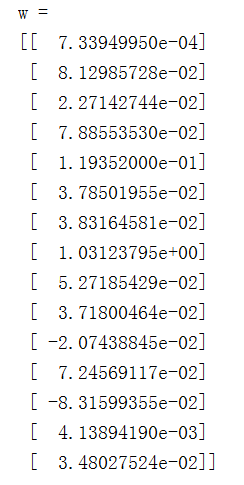 w =
[[ 7.33949950e-04]
[ 8.12985728e-02]
[ 2.27142744e-02]
[ 7.88553530e-02]
[ 1.19352000e-01]
[ 3.78501955e-02]
[ 3.83164581e-02]
[ 1.03123795e+00]
[ 5.27185429e-02]
[ 3.71800464e-02]
[ -2.07438845e-02]
[ 7.24569117e-02]
[ -8.31599355e-02]
[ 4.13894190e-03]
[ 3.48027524e-02]]